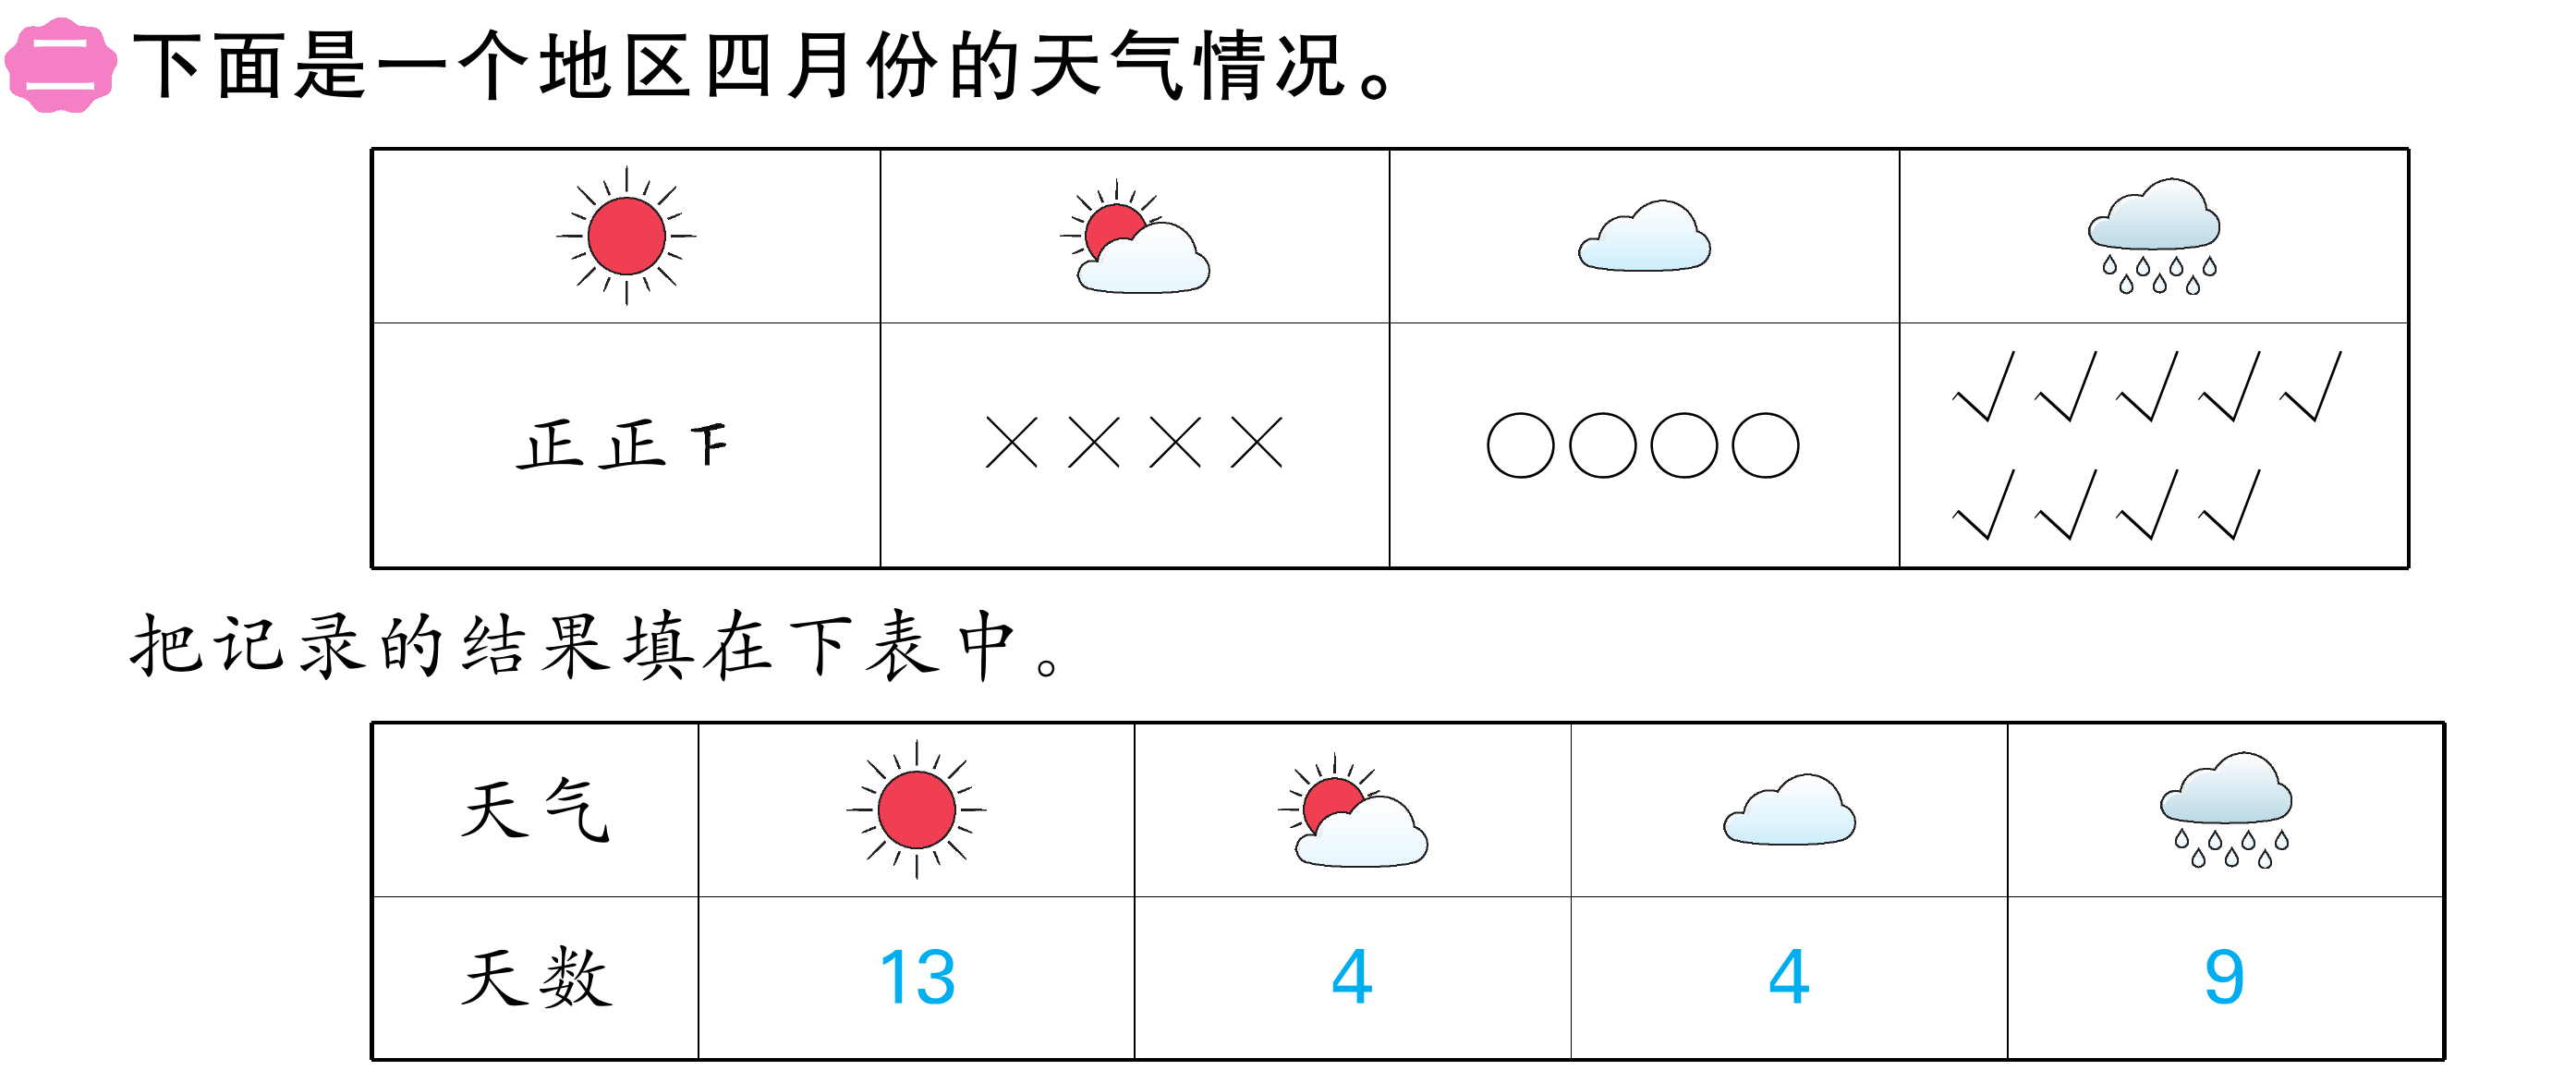 二 下面是一个地区四月份的天气情况。
正正𠄟 ×××× ○○○○ √√√√√
√√√√
把记录的结果填在下表中。
天气
天数 13 4 4 9